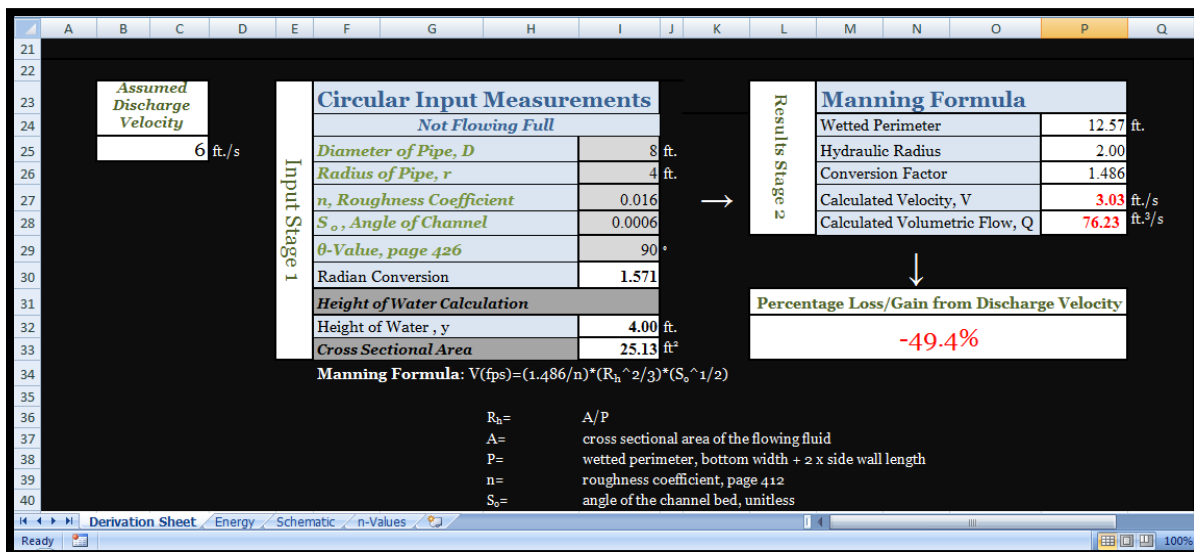 A B C D E F G H I J K L M N O P Q
21
22
23 Assumed Discharge Velocity Circular Input Measurements Manning Formula
24 Not Flowing Full Wetted Perimeter 12.57 ft.
25 6 ft./s Diameter of Pipe, D 8 ft. Hydraulic Radius 2.00
26 Radius of Pipe, r 4 ft. Conversion Factor 1.486
27 n, Roughness Coefficient 0.016 → Calculated Velocity, V 3.03 ft./s
28 Sₒ, Angle of Channel 0.0006 Calculated Volumetric Flow, Q 76.23 ft.³/s
Input Stage 1
Results Stage 2
29 θ-Value, page 426 90 °
30 Radian Conversion 1.571 ↓
31 Height of Water Calculation Percentage Loss/Gain from Discharge Velocity
32 Height of Water , y 4.00 ft.
-49.4%
33 Cross Sectional Area 25.13 ft²
34 Manning Formula: V(fps)=(1.486/n)*(Rₕ^2/3)*(Sₒ^1/2)
35
36 Rₕ= A/P
37 A= cross sectional area of the flowing fluid
38 P= wetted perimeter, bottom width + 2 x side wall length
39 n= roughness coefficient, page 412
40 Sₒ= angle of the channel bed, unitless
Derivation Sheet Energy Schematic n-Values
Ready 100%